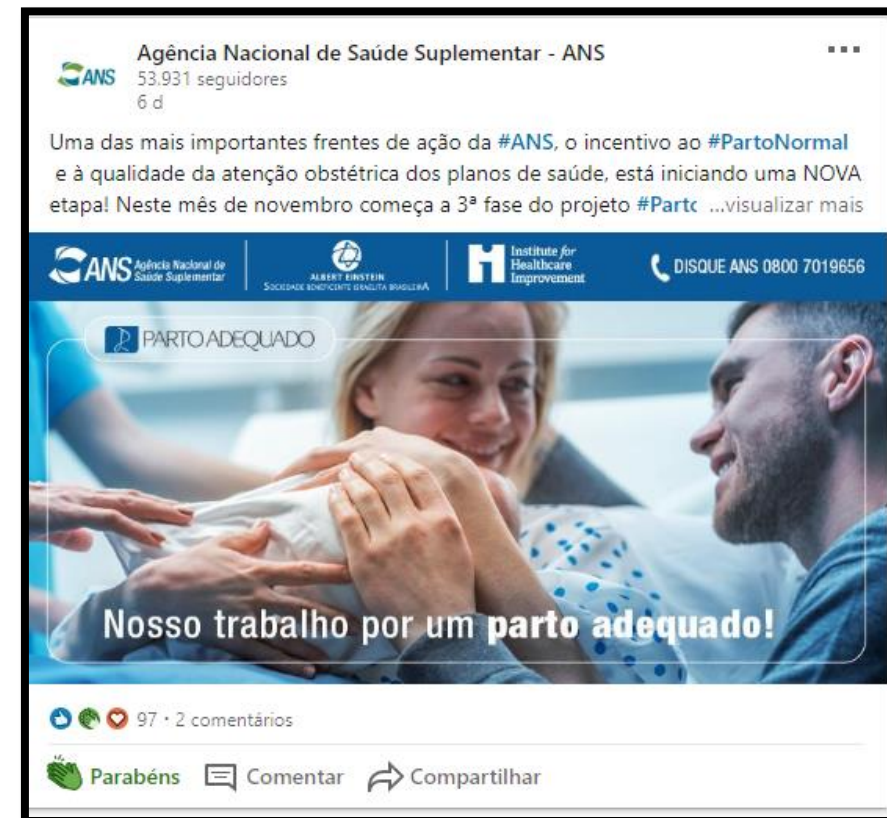 Agência Nacional de Saúde Suplementar - ANS
ANS
53.931 seguidores
6 d
Uma das mais importantes frentes de ação da #ANS, o incentivo ao #PartoNormal
e à qualidade da atenção obstétrica dos planos de saúde, está iniciando uma NOVA
etapa! Neste mês de novembro começa a 3ª fase do projeto #Partc ...visualizar mais
ANS Agência Nacional de
Saúde Suplementar
ALBERT EINSTEIN
SOCIEDADE BENEFICENTE ISRAELITA BRASILEIRA
Institute for
Healthcare
Improvement
DISQUE ANS 0800 7019656
PARTO ADEQUADO
Nosso trabalho por um parto adequado!
97 · 2 comentários
Parabéns Comentar Compartilhar